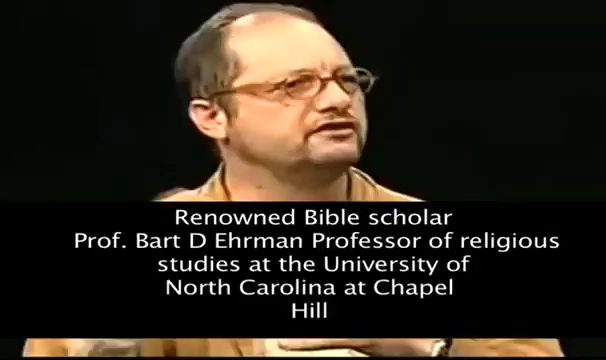 Renowned Bible scholar
Prof. Bart D Ehrman Professor of religious
studies at the University of
North Carolina at Chapel
Hill